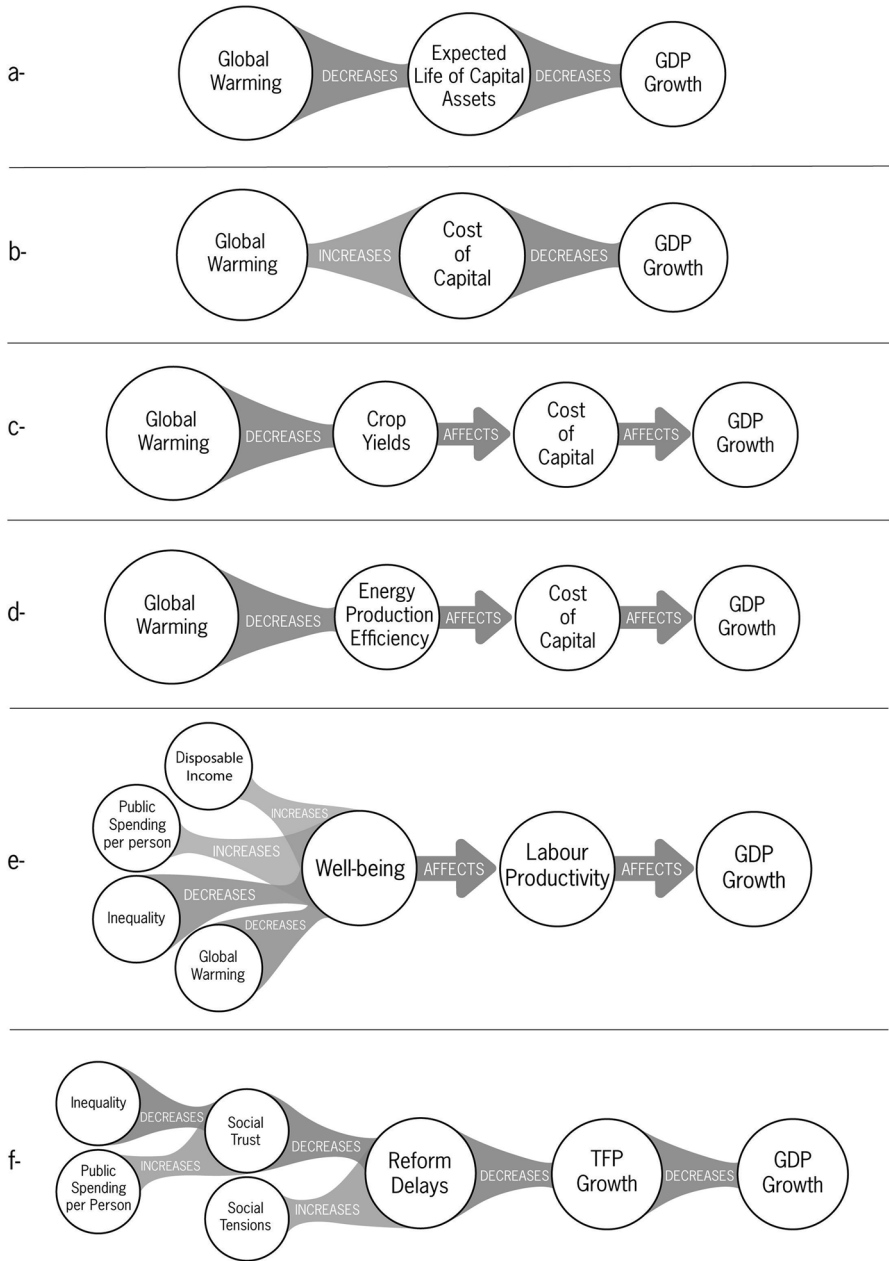 a-
Global
Warming
DECREASES
Expected
Life of Capital
Assets
DECREASES
GDP
Growth
b-
Global
Warming
INCREASES
Cost
of
Capital
DECREASES
GDP
Growth
c-
Global
Warming
DECREASES
Crop
Yields
AFFECTS
Cost
of
Capital
AFFECTS
GDP
Growth
d-
Global
Warming
DECREASES
Energy
Production
Efficiency
AFFECTS
Cost
of
Capital
AFFECTS
GDP
Growth
e-
Disposable
Income
INCREASES
Public
Spending
per person
INCREASES
Inequality
DECREASES
Global
Warming
DECREASES
Well-being
AFFECTS
Labour
Productivity
AFFECTS
GDP
Growth
f-
Inequality
DECREASES
Public
Spending
per Person
INCREASES
Social
Trust
DECREASES
Social
Tensions
INCREASES
Reform
Delays
DECREASES
TFP
Growth
DECREASES
GDP
Growth